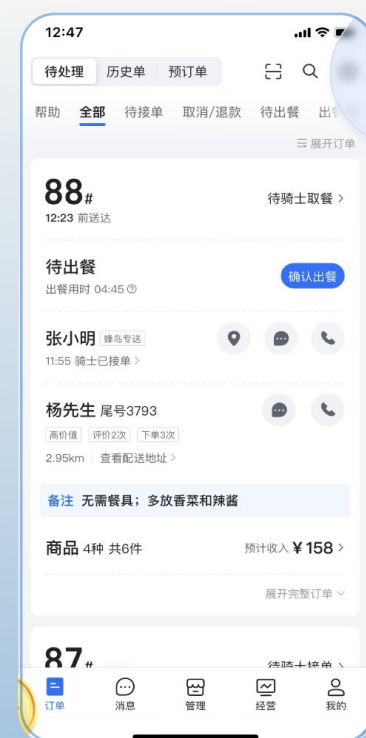 12:47
待处理 历史单 预订单
帮助 全部 待接单 取消/退款 待出餐 出
展开订单
88#
待骑士取餐 >
12:23 前送达
待出餐
确认出餐
出餐用时 04:45
张小明 蜂鸟专送
11:55 骑士已接单 >
杨先生 尾号3793
高价值 评价2次 下单3次
2.95km 查看配送地址 >
备注 无需餐具；多放香菜和辣酱
商品 4种 共6件
预计收入 ¥158 >
展开完整订单
87#
待骑士接单 >
订单 消息 管理 经营 我的